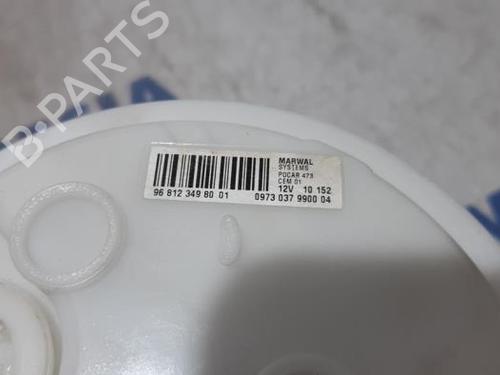 B-PARTS
MARWAL
SYSTEMS
POCAR 473
CEM 01
12V 10 152
96 812 349 80 01
0973 037 9900 04